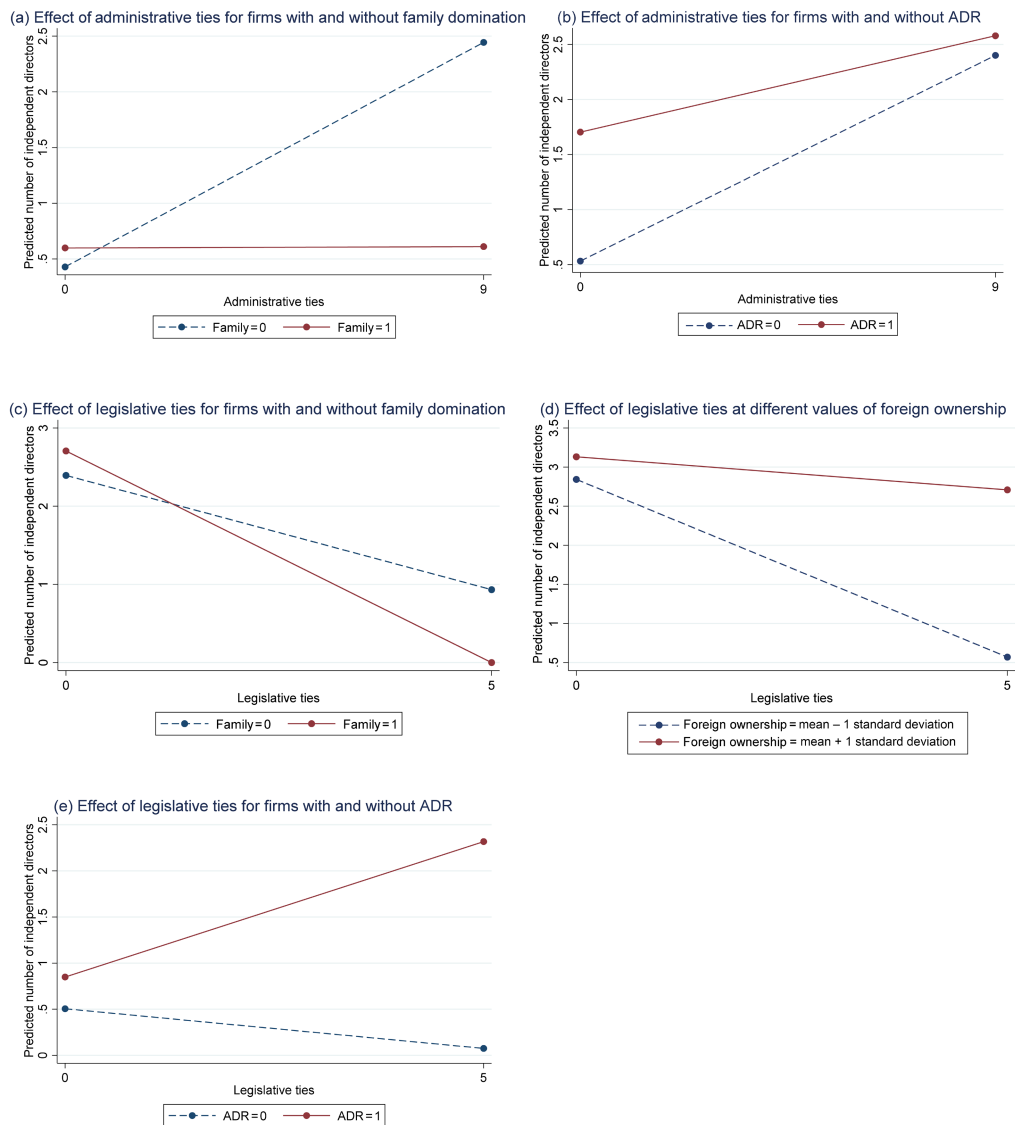 (a) Effect of administrative ties for firms with and without family domination
Predicted number of independent directors
2.5
2
1.5
1
.5
0
9
Administrative ties
Family=0
Family=1
(b) Effect of administrative ties for firms with and without ADR
Predicted number of independent directors
2.5
2
1.5
1
.5
0
9
Administrative ties
ADR=0
ADR=1
(c) Effect of legislative ties for firms with and without family domination
Predicted number of independent directors
3
2
1
0
0
5
Legislative ties
Family=0
Family=1
(d) Effect of legislative ties at different values of foreign ownership
Predicted number of independent directors
3.5
3
2.5
2
1.5
1
.5
0
5
Legislative ties
Foreign ownership = mean – 1 standard deviation
Foreign ownership = mean + 1 standard deviation
(e) Effect of legislative ties for firms with and without ADR
Predicted number of independent directors
2.5
2
1.5
1
.5
0
0
5
Legislative ties
ADR=0
ADR=1